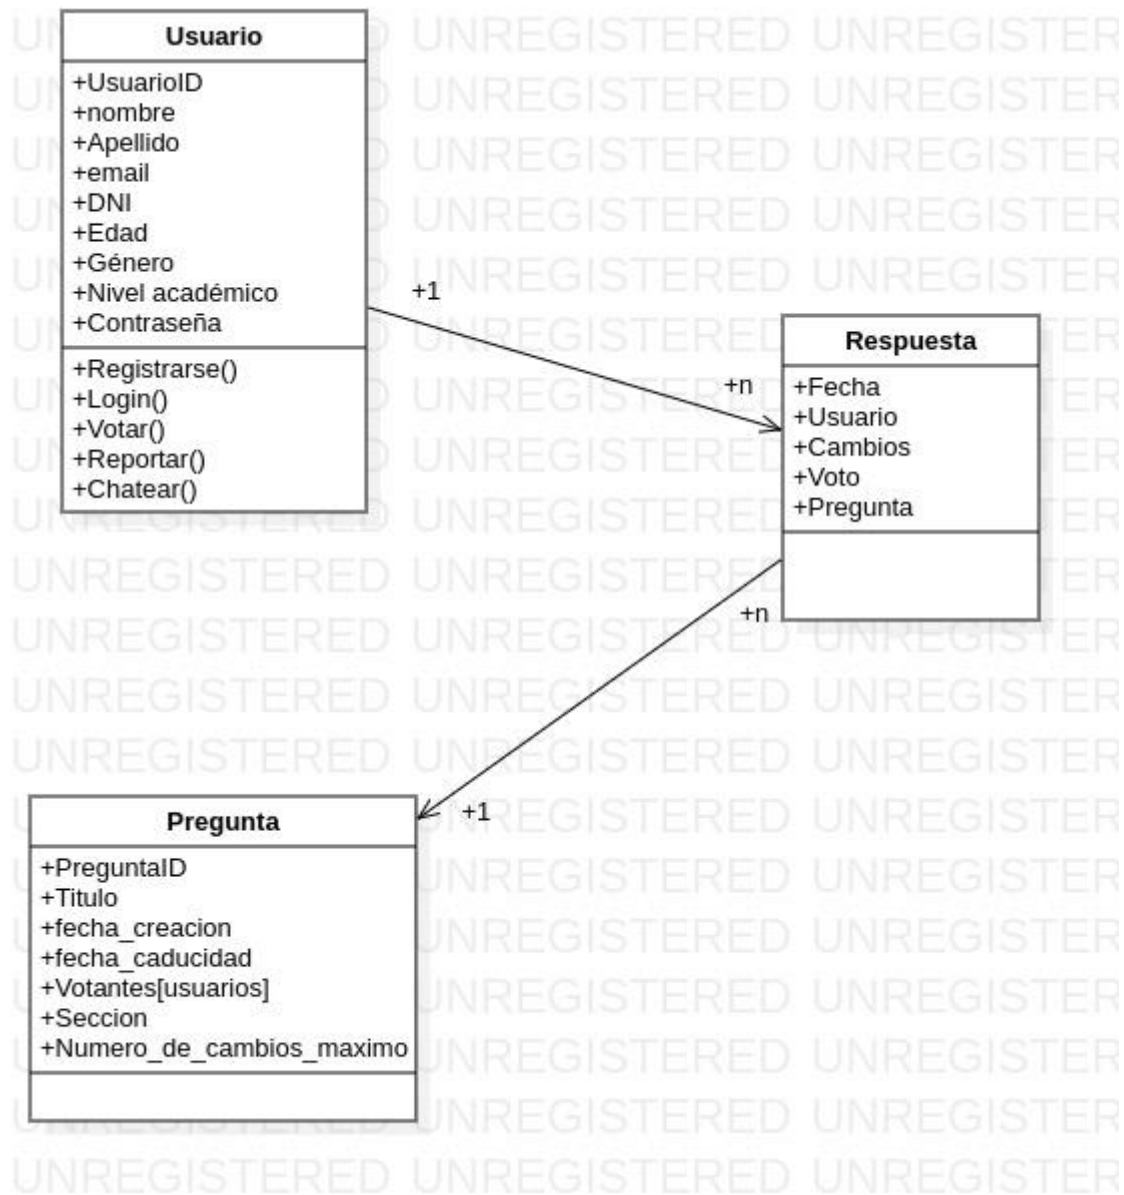 Usuario
+UsuarioID
+nombre
+Apellido
+email
+DNI
+Edad
+Género
+Nivel académico
+Contraseña
+Registrarse()
+Login()
+Votar()
+Reportar()
+Chatear()
+1
+n
Respuesta
+Fecha
+Usuario
+Cambios
+Voto
+Pregunta
+n
+1
Pregunta
+PreguntaID
+Titulo
+fecha_creacion
+fecha_caducidad
+Votantes[usuarios]
+Seccion
+Numero_de_cambios_maximo
UNREGISTERED UNREGISTERED UNREGISTER